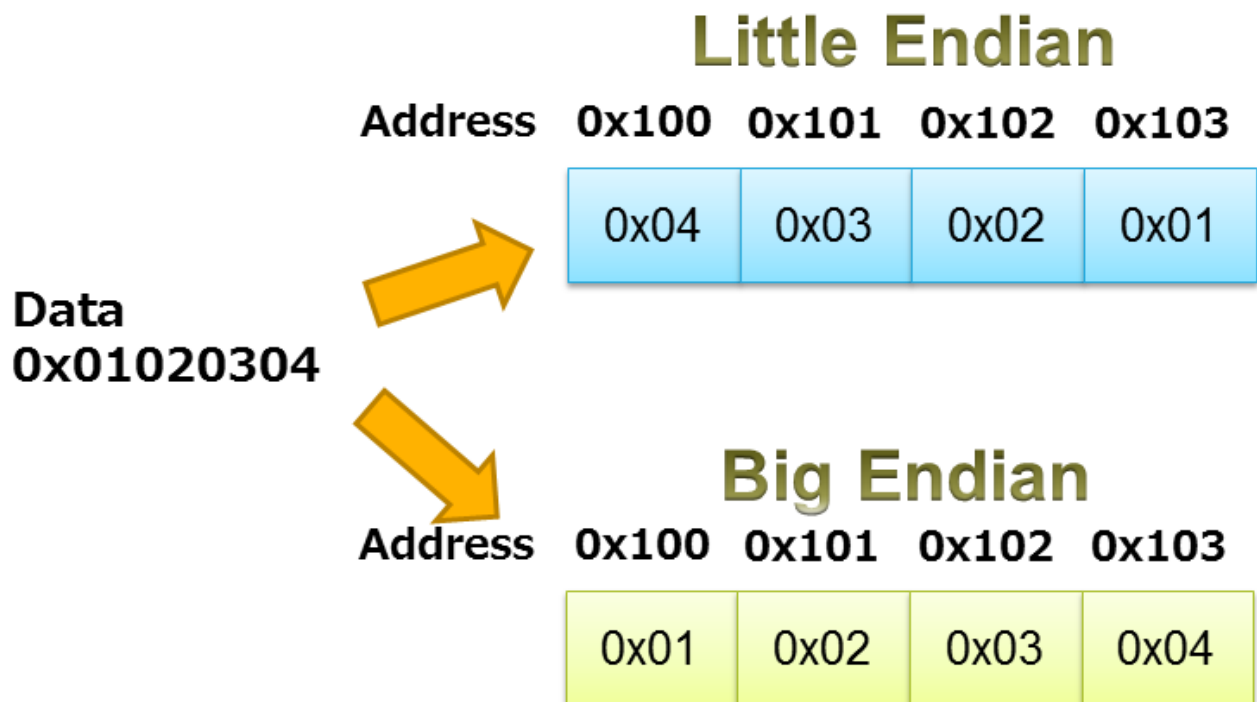 Little Endian
Address 0x100 0x101 0x102 0x103
0x04 0x03 0x02 0x01
Data
0x01020304
Big Endian
Address 0x100 0x101 0x102 0x103
0x01 0x02 0x03 0x04